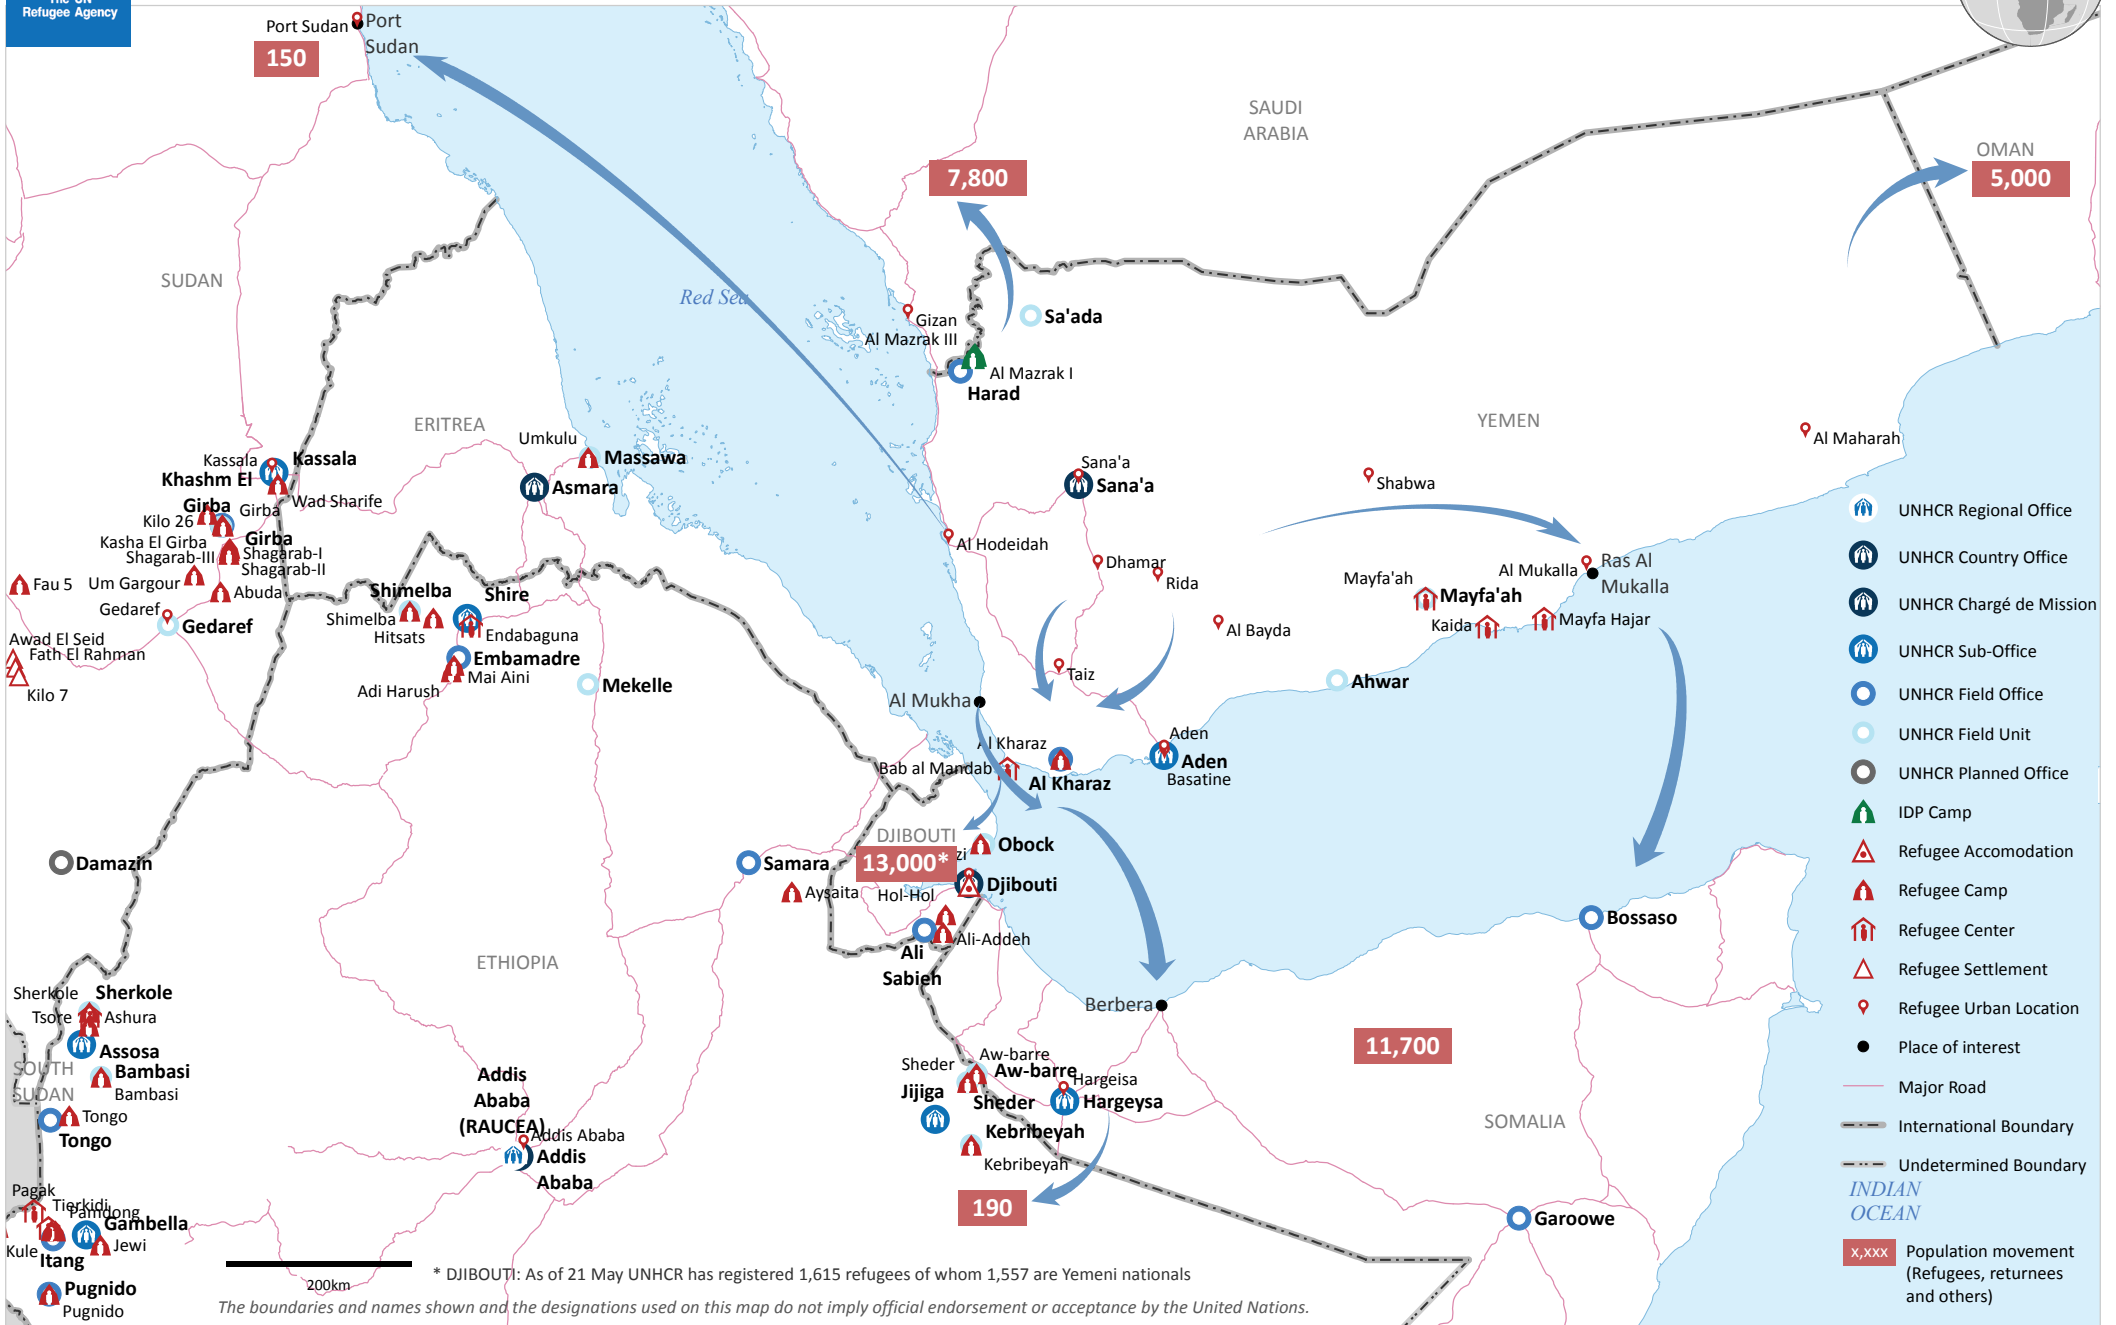 The UN
Refugee Agency
Port Sudan
Port
Sudan
150
SAUDI
ARABIA
OMAN
5,000
7,800
SUDAN
Red Sea
Gizan
Al Mazrak III
Sa'ada
Al Mazrak I
Harad
ERITREA
YEMEN
Umkulu
Massawa
Al Maharah
Kassala
Kassala
Khashm El
Girba
Wad Sharife
Asmara
Sana'a
Sana'a
Shabwa
Girba
Kilo 26
Kasha El Girba
Girba
Shagarab-III
Shagarab-I
Shagarab-II
Al Hodeidah
Dhamar
Rida
Al Mukalla
Ras Al
Mukalla
Fau 5
Um Gargour
Abuda
Gedaref
Gedaref
Shimelba
Shire
Shimelba
Hitsats
Endabaguna
Mayfa'ah
Mayfa'ah
Kaida
Mayfa Hajar
Al Bayda
Awad El Seid
Fath El Rahman
Kilo 7
Embamadre
Mai Aini
Adi Harush
Mekelle
Taiz
Ahwar
Al Mukha
Al Kharaz
Bab al Mandab
Al Kharaz
Aden
Aden
Basatine
Damazin
Samara
Aysaita
DJIBOUTI
13,000*
zi
Obock
Hol-Hol
Djibouti
Ali-Addeh
Ali
Sabieh
Bossaso
ETHIOPIA
Berbera
Sherkole
Sherkole
Tsore
Ashura
Assosa
SOUTH
SUDAN
Bambasi
Bambasi
Tongo
Tongo
11,700
SOMALIA
Addis
Ababa
(RAUCEA)
Addis Ababa
Addis
Ababa
Sheder
Aw-barre
Aw-barre
Jijiga
Sheder
Hargeisa
Hargeysa
Kebribeyah
Kebribeyah
190
Garoowe
Pagak
Tierkidi
Pamdong
Gambella
Jewi
Kule
Itang
Pugnido
Pugnido
200km
* DJIBOUTI: As of 21 May UNHCR has registered 1,615 refugees of whom 1,557 are Yemeni nationals
The boundaries and names shown and the designations used on this map do not imply official endorsement or acceptance by the United Nations.
UNHCR Regional Office
UNHCR Country Office
UNHCR Chargé de Mission
UNHCR Sub-Office
UNHCR Field Office
UNHCR Field Unit
UNHCR Planned Office
IDP Camp
Refugee Accomodation
Refugee Camp
Refugee Center
Refugee Settlement
Refugee Urban Location
Place of interest
Major Road
International Boundary
Undetermined Boundary
INDIAN
OCEAN
x,xxx
Population movement
(Refugees, returnees
and others)